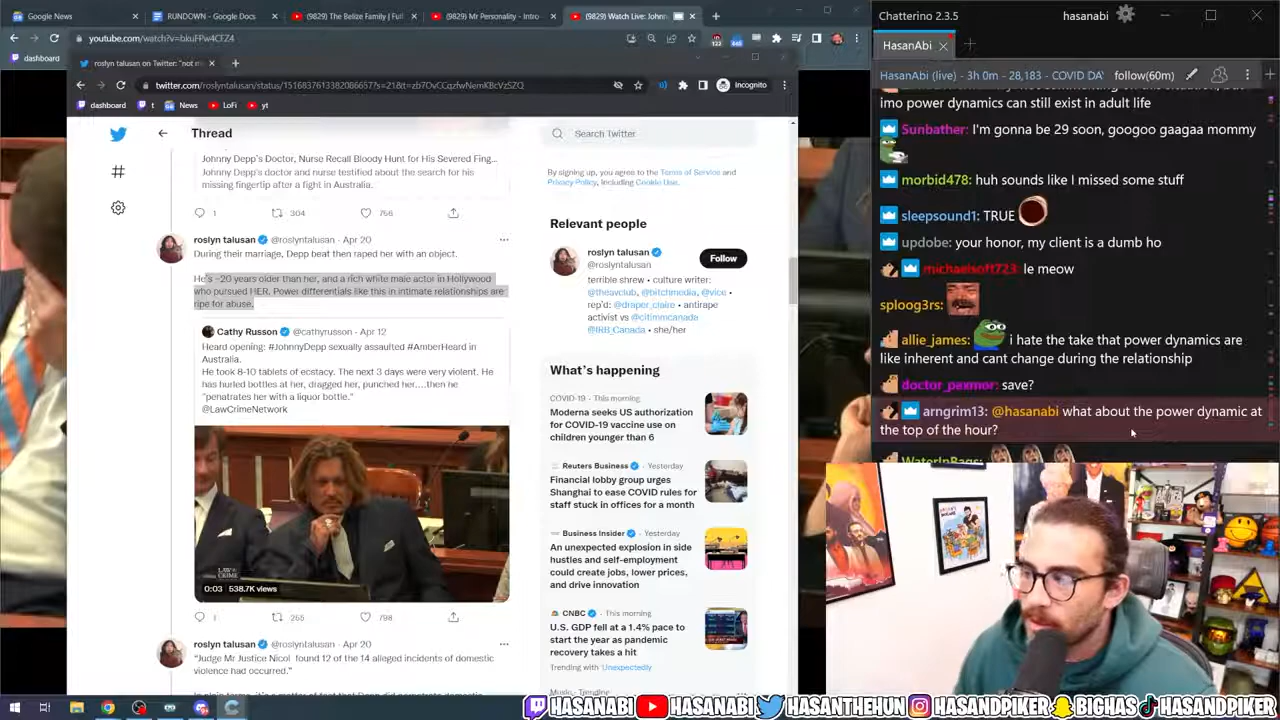 Google News
RUNDOWN - Google Docs
(9829) The Belize Family | Full
(9829) Mr Personality - Intro
(9829) Watch Live: Johnn
youtube.com/watch?v=bkuFPw4CFZ4
dashboard
roslyn talusan on Twitter: "not m
Incognito
dashboard
t
News
LoFi
yt
Thread
Johnny Depp's Doctor, Nurse Recall Bloody Hunt for His Severed Fing...
Johnny Depp's doctor and nurse testified about the search for his
missing fingertip after a fight in Australia.
1 304 756
roslyn talusan @roslyntalusan · Apr 20
During their marriage, Depp beat then raped her with an object.
He's ~20 years older than her, and a rich white male actor in Hollywood
who pursued HER. Power differentials like this in intimate relationships are
ripe for abuse.
Cathy Russon @cathyrusson · Apr 12
Heard opening: #JohnnyDepp sexually assaulted #AmberHeard in
Australia.
He took 8-10 tablets of ecstacy. The next 3 days were very violent. He
has hurled bottles at her, dragged her, punched her....then he
"penetrates her with a liquor bottle."
@LawCrimeNetwork
LAW&
CRIME
0:03 538.7K views
1 255 798
roslyn talusan @roslyntalusan · Apr 20
"Judge Mr Justice Nicol found 12 of the 14 alleged incidents of domestic
violence had occurred."
Search Twitter
By signing up, you agree to the Terms of Service and
Privacy Policy, including Cookie Use.
Relevant people
roslyn talusan
@roslyntalusan
Follow
terrible shrew • culture writer:
@theavclub, @bitchmedia, @vice •
rep'd: @draper_claire • antirape
activist vs @citimmcanada
@IRB_Canada • she/her
What's happening
COVID-19 · This morning
Moderna seeks US authorization
for COVID-19 vaccine use on
children younger than 6
Reuters Business · Yesterday
Financial lobby group urges
Shanghai to ease COVID rules for
staff stuck in offices for a month
Business Insider · Yesterday
An unexpected explosion in side
hustles and self-employment
could create jobs, lower prices,
and drive innovation
CNBC · This morning
U.S. GDP fell at a 1.4% pace to
start the year as pandemic
recovery takes a hit
Trending with 'Unexpectedly
Music · Trending
Chatterino 2.3.5
hasanabi
HasanAbi
HasanAbi (live) - 3h 0m - 28,183 - COVID DA'
follow(60m)
imo power dynamics can still exist in adult life
Sunbather: I'm gonna be 29 soon, googoo gaagaa mommy
morbid478: huh sounds like I missed some stuff
sleepsound1: TRUE
updobe: your honor, my client is a dumb ho
michaelsoft723: le meow
sploog3rs:
allie_james: i hate the take that power dynamics are
like inherent and cant change during the relationship
doctor_paxmor: save?
arngrim13: @hasanabi what about the power dynamic at
the top of the hour?
WaterInBags:
HASANABI HASANABI HASANTHEHUN HASANDPIKER BIGHAS HASANDPIKER